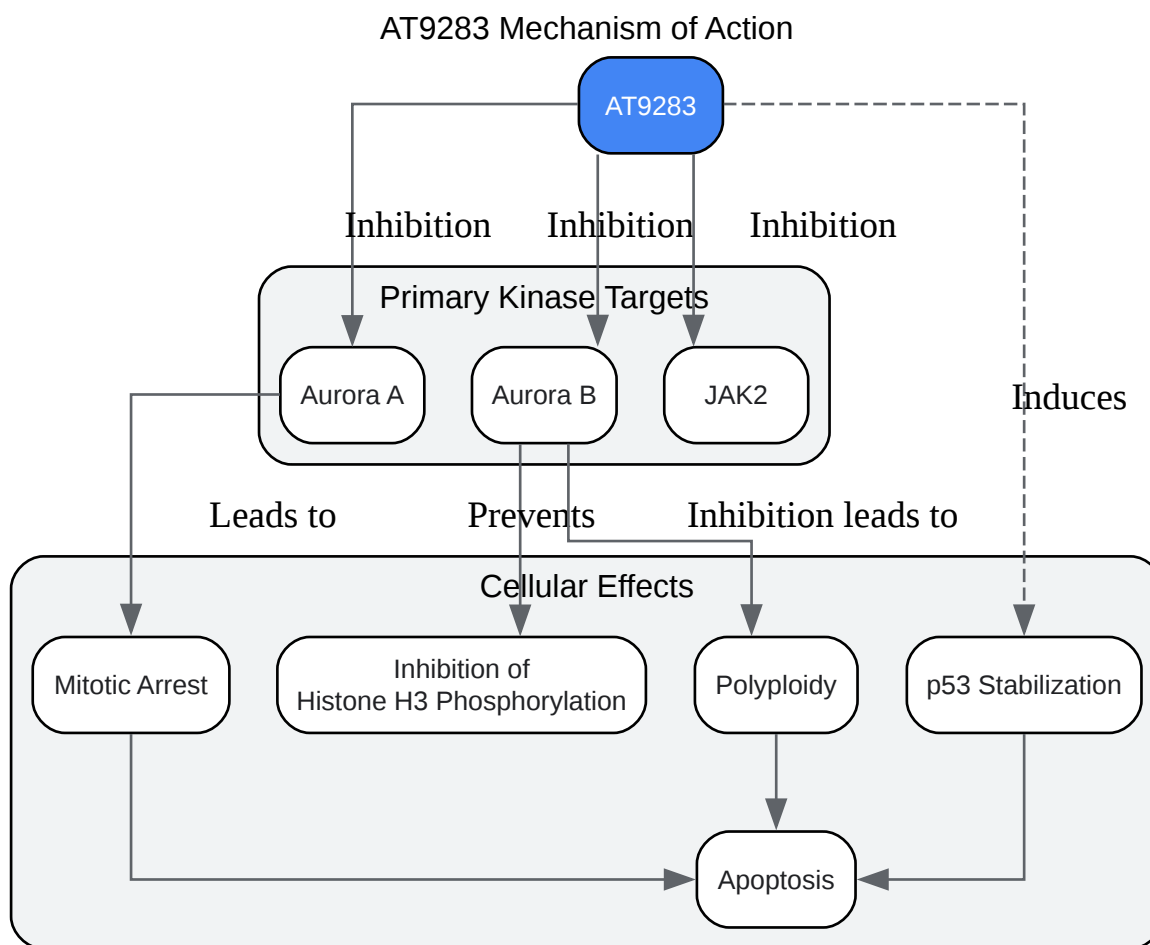 AT9283 Mechanism of Action
AT9283
Inhibition
Inhibition
Inhibition
Primary Kinase Targets
Aurora A
Aurora B
JAK2
Induces
Leads to
Prevents
Inhibition leads to
Cellular Effects
Mitotic Arrest
Inhibition of
Histone H3 Phosphorylation
Polyploidy
p53 Stabilization
Apoptosis